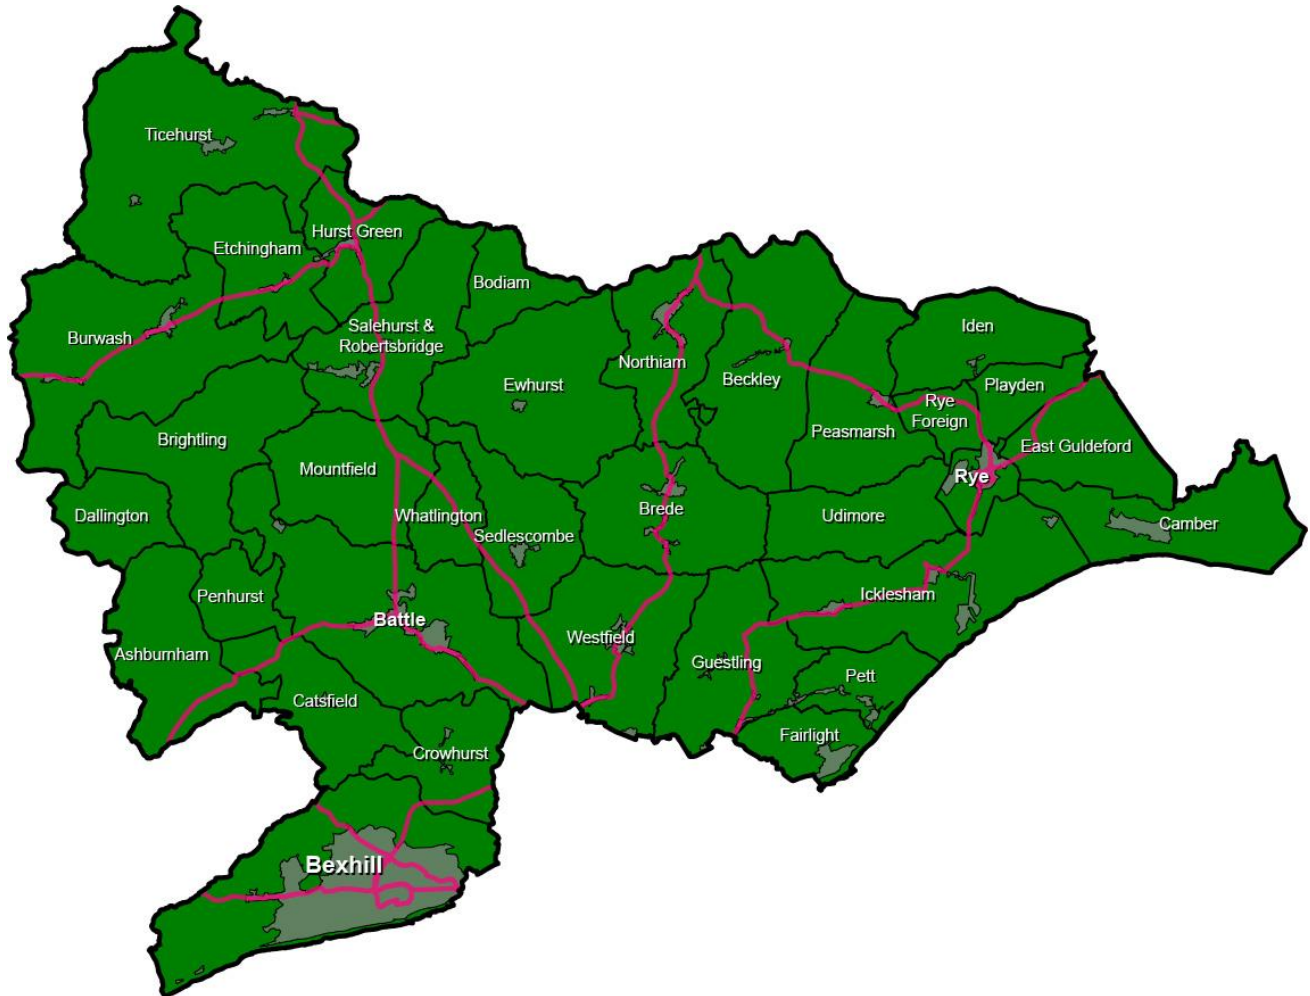 Ticehurst
Hurst Green
Etchingham
Bodiam
Salehurst &
Robertsbridge
Burwash
Iden
Northiam
Beckley
Ewhurst
Playden
Rye
Foreign
Peasmarsh
Brightling
East Guldeford
Mountfield
Rye
Dallington
Whatlington
Brede
Udimore
Camber
Sedlescombe
Penhurst
Icklesham
Battle
Westfield
Ashburnham
Guestling
Pett
Catsfield
Fairlight
Crowhurst
Bexhill